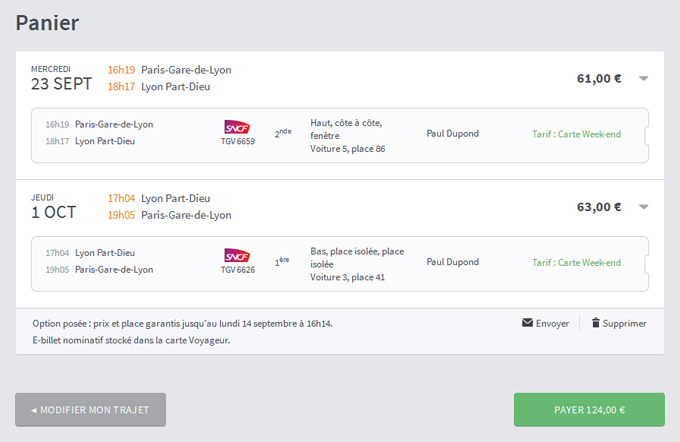 Panier
MERCREDI
23 SEPT
16h19 Paris-Gare-de-Lyon
18h17 Lyon Part-Dieu
61,00 €
16h19 Paris-Gare-de-Lyon
18h17 Lyon Part-Dieu
SNCF
TGV 6659
2nde
Haut, côte à côte,
fenêtre
Voiture 5, place 86
Paul Dupond
Tarif : Carte Week-end
JEUDI
1 OCT
17h04 Lyon Part-Dieu
19h05 Paris-Gare-de-Lyon
63,00 €
17h04 Lyon Part-Dieu
19h05 Paris-Gare-de-Lyon
SNCF
TGV 6626
1ère
Bas, place isolée, place
isolée
Voiture 3, place 41
Paul Dupond
Tarif : Carte Week-end
Option posée : prix et place garantis jusqu'au lundi 14 septembre à 16h14.
E-billet nominatif stocké dans la carte Voyageur.
Envoyer
Supprimer
◄ MODIFIER MON TRAJET
PAYER 124,00 €